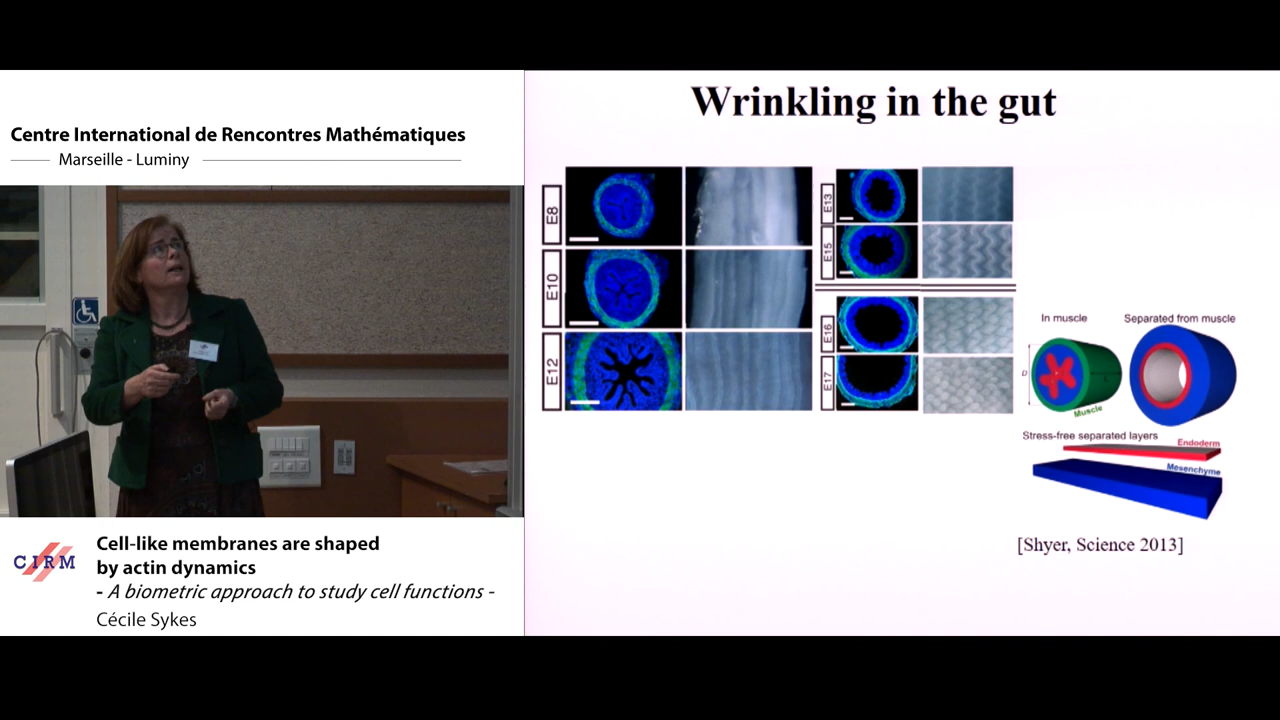 Centre International de Rencontres Mathématiques
Marseille - Luminy
CIRM
Cell-like membranes are shaped
by actin dynamics
- A biometric approach to study cell functions -
Cécile Sykes
Wrinkling in the gut
E8
E10
E12
E13
E15
E16
E17
In muscle
Separated from muscle
D
Muscle
Stress-free separated layers
Endoderm
Mesenchyme
[Shyer, Science 2013]